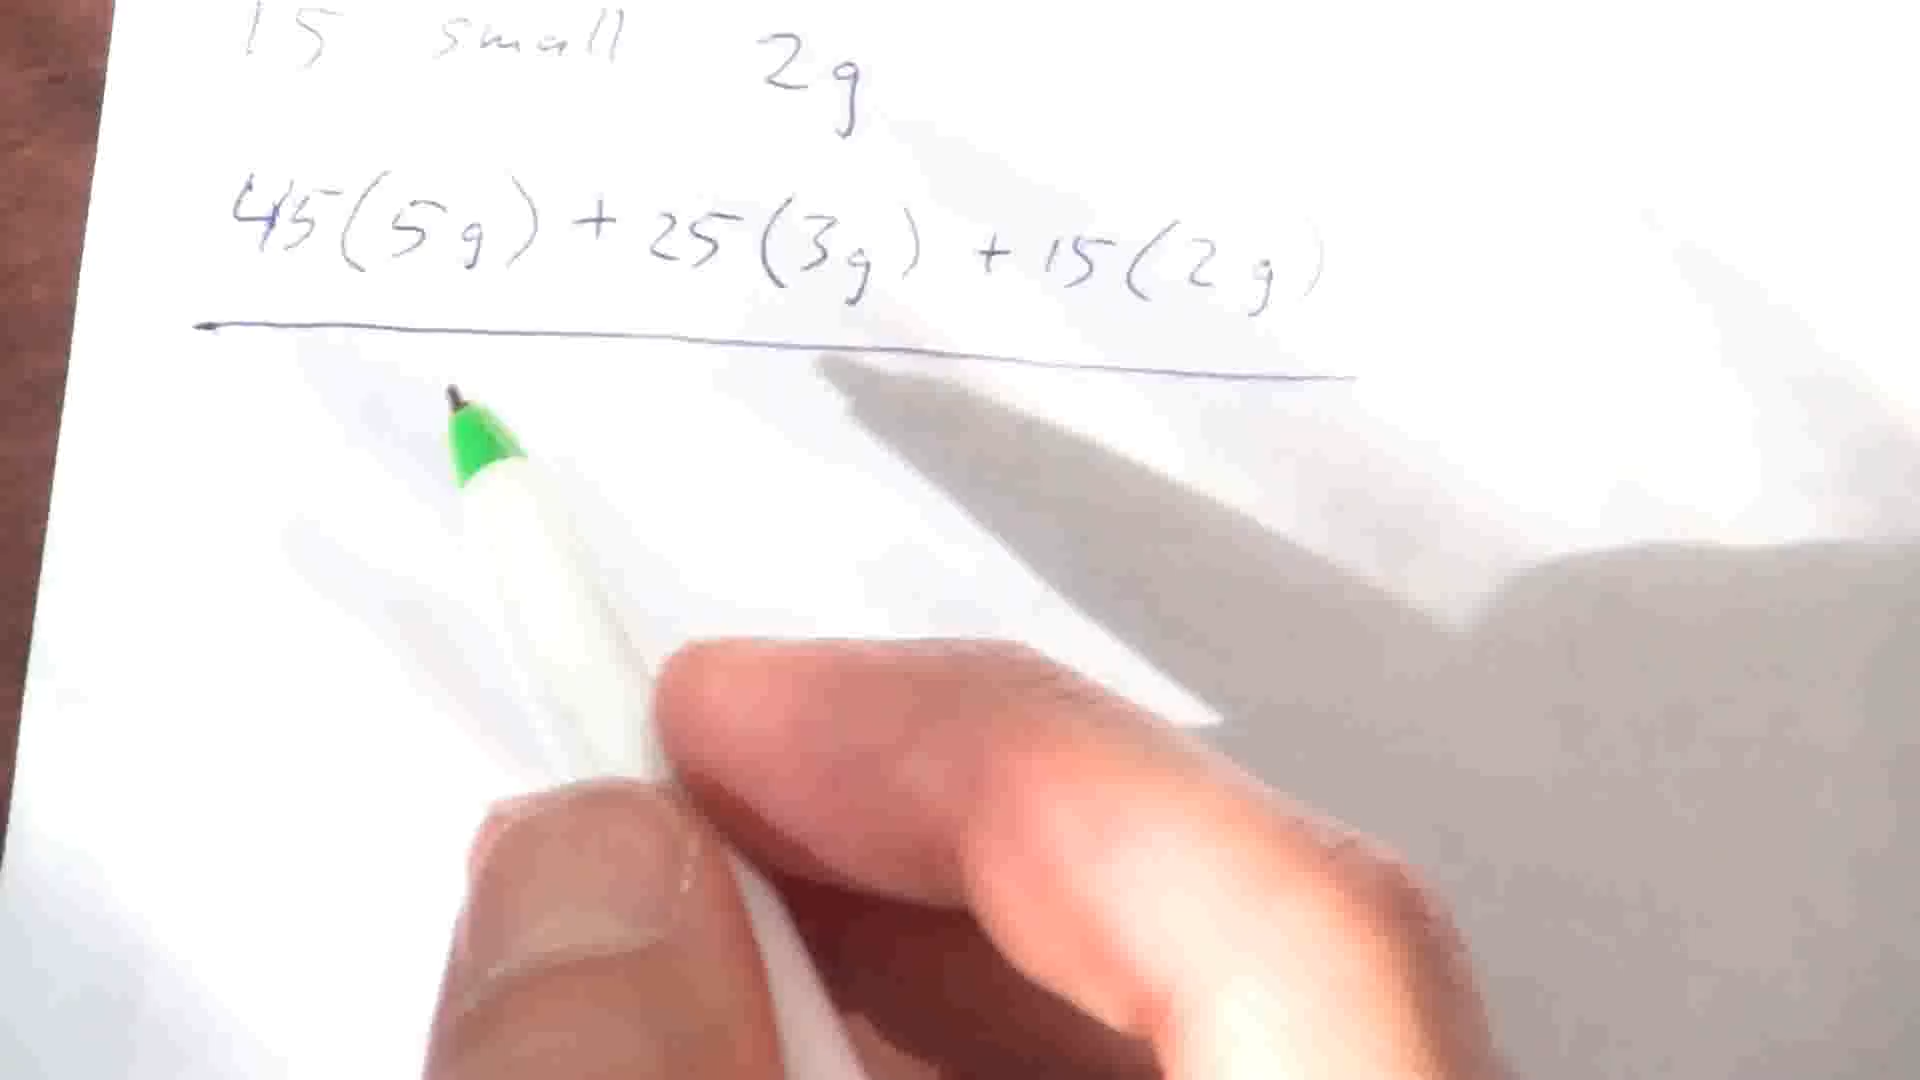 15 small 2g
45(5g) + 25(3g) + 15(2g)